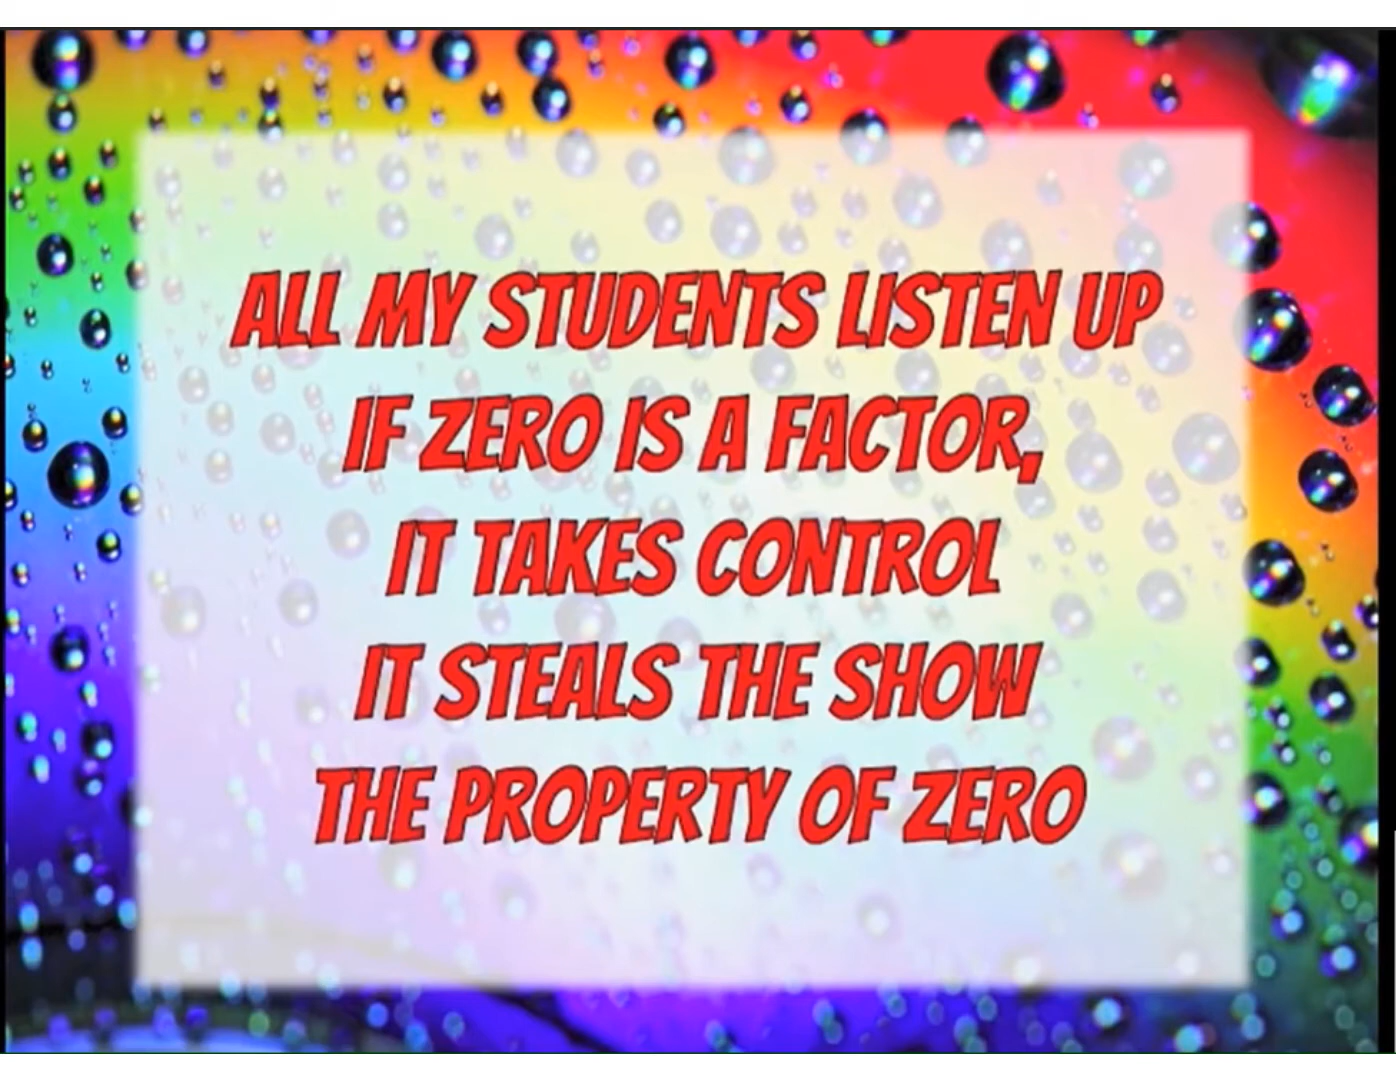 ALL MY STUDENTS LISTEN UP
IF ZERO IS A FACTOR,
IT TAKES CONTROL
IT STEALS THE SHOW
THE PROPERTY OF ZERO